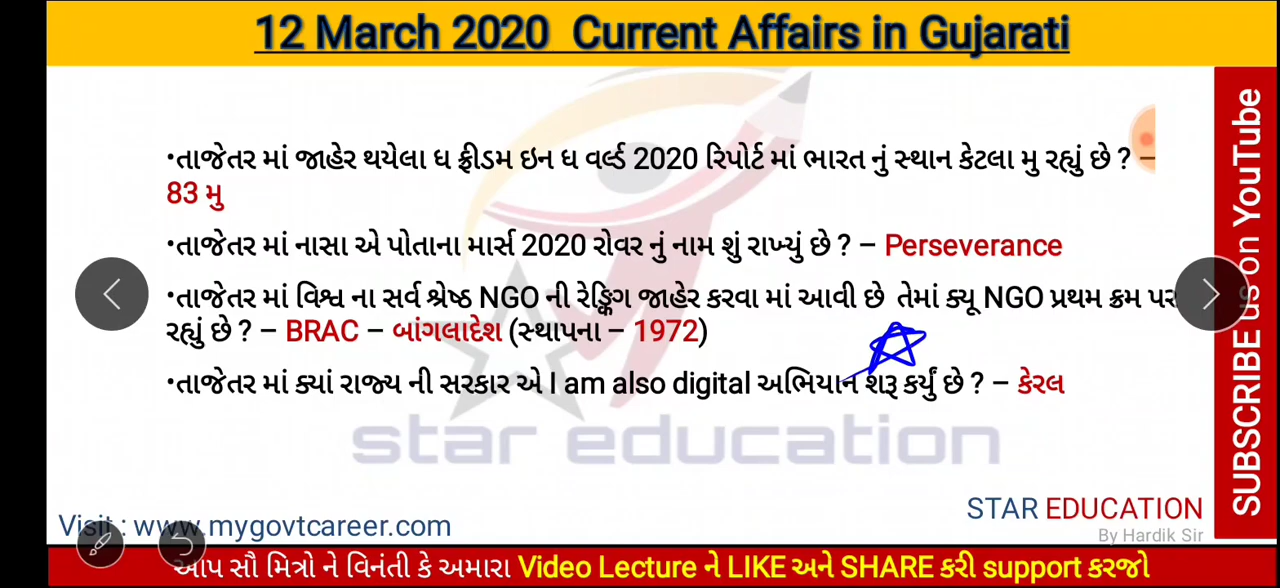 12 March 2020 Current Affairs in Gujarati
•તાજેતર માં જાહેર થયેલા ધ ફ્રીડમ ઇન ધ વર્લ્ડ 2020 રિપોર્ટ માં ભારત નું સ્થાન કેટલા મુ રહ્યું છે ? –
83 મુ
•તાજેતર માં નાસા એ પોતાના માર્સ 2020 રોવર નું નામ શું રાખ્યું છે ? – Perseverance
•તાજેતર માં વિશ્વ ના સર્વ શ્રેષ્ઠ NGO ની રેઙ્કિગ જાહેર કરવા માં આવી છે તેમાં ક્યૂ NGO પ્રથમ ક્રમ પર
રહ્યું છે ? – BRAC – બાંગલાદેશ (સ્થાપના – 1972)
•તાજેતર માં ક્યાં રાજ્ય ની સરકાર એ I am also digital અભિયાન શરૂ કર્યું છે ? – કેરલ
star education
STAR EDUCATION
Visit : www.mygovtcareer.com
By Hardik Sir
આપ સૌ મિત્રો ને વિનંતી કે અમારા Video Lecture ને LIKE અને SHARE કરી support કરજો
SUBSCRIBE us on YouTube